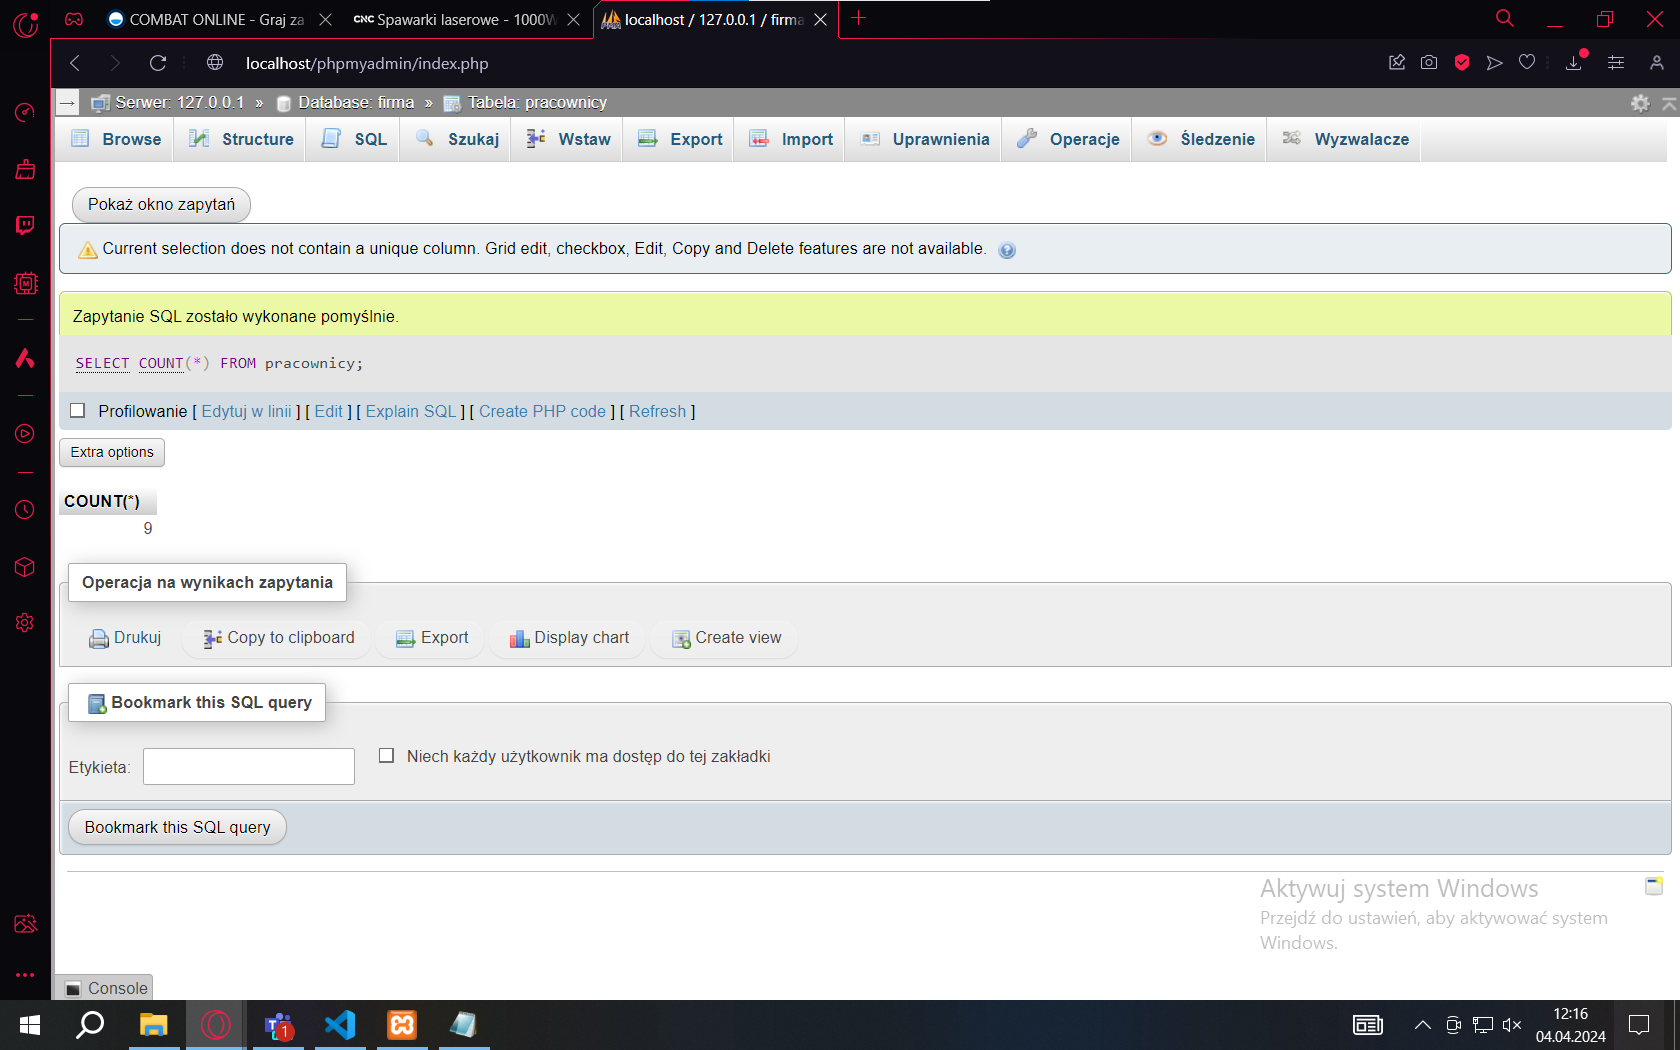 COMBAT ONLINE - Graj za
CNC Spawarki laserowe - 1000W
localhost / 127.0.0.1 / firma
localhost/phpmyadmin/index.php
Serwer: 127.0.0.1 » Database: firma » Tabela: pracownicy
Browse Structure SQL Szukaj Wstaw Export Import Uprawnienia Operacje Śledzenie Wyzwalacze
Pokaż okno zapytań
Current selection does not contain a unique column. Grid edit, checkbox, Edit, Copy and Delete features are not available.
Zapytanie SQL zostało wykonane pomyślnie.
SELECT COUNT(*) FROM pracownicy;
Profilowanie [ Edytuj w linii ] [ Edit ] [ Explain SQL ] [ Create PHP code ] [ Refresh ]
Extra options
COUNT(*)
9
Operacja na wynikach zapytania
Drukuj Copy to clipboard Export Display chart Create view
Bookmark this SQL query
Etykieta: Niech każdy użytkownik ma dostęp do tej zakładki
Bookmark this SQL query
Aktywuj system Windows
Przejdź do ustawień, aby aktywować system
Windows.
Console
1
12:16
04.04.2024